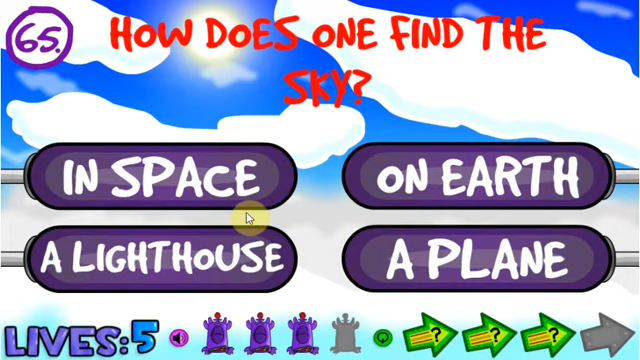 65.
HOW DOES ONE FIND THE
SKY?
IN SPACE
ON EARTH
A LIGHTHOUSE
A PLANE
LIVES: 5
?
?
?